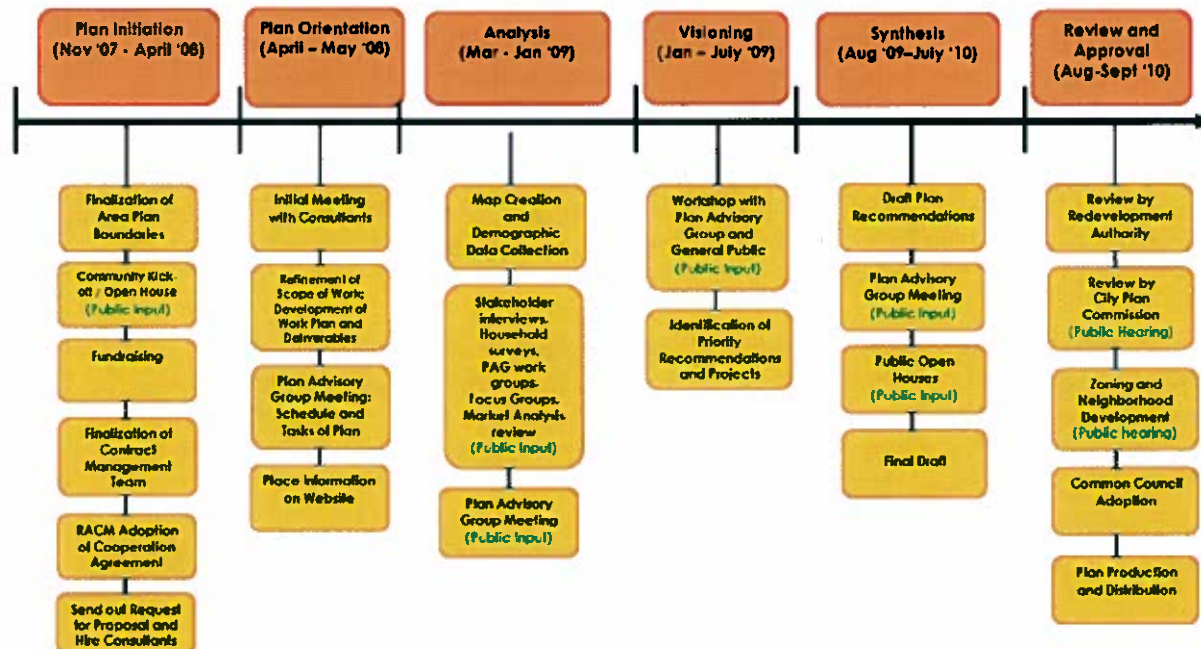 Plan Initiation
(Nov '07 - April '08)
Plan Orientation
(April – May '08)
Analysis
(Mar - Jan '09)
Visioning
(Jan – July '09)
Synthesis
(Aug '09–July '10)
Review and
Approval
(Aug-Sept '10)
Finalization of
Area Plan
Boundaries
Community Kick-
off / Open House
(Public Input)
Fundraising
Finalization of
Contract
Management
Team
RACM Adoption
of Cooperation
Agreement
Send out Request
for Proposal and
Hire Consultants
Initial Meeting
with Consultants
Refinement of
Scope of Work;
Development of
Work Plan and
Deliverables
Plan Advisory
Group Meeting:
Schedule and
Tasks of Plan
Place Information
on Website
Map Creation
and
Demographic
Data Collection
Stakeholder
interviews,
Household
surveys,
PAG work
groups,
Focus Groups,
Market Analysis
review
(Public Input)
Plan Advisory
Group Meeting
(Public Input)
Workshop with
Plan Advisory
Group and
General Public
(Public Input)
Identification of
Priority
Recommendations
and Projects
Draft Plan
Recommendations
Plan Advisory
Group Meeting
(Public Input)
Public Open
Houses
(Public Input)
Final Draft
Review by
Redevelopment
Authority
Review by
City Plan
Commission
(Public Hearing)
Zoning and
Neighborhood
Development
(Public hearing)
Common Council
Adoption
Plan Production
and Distribution